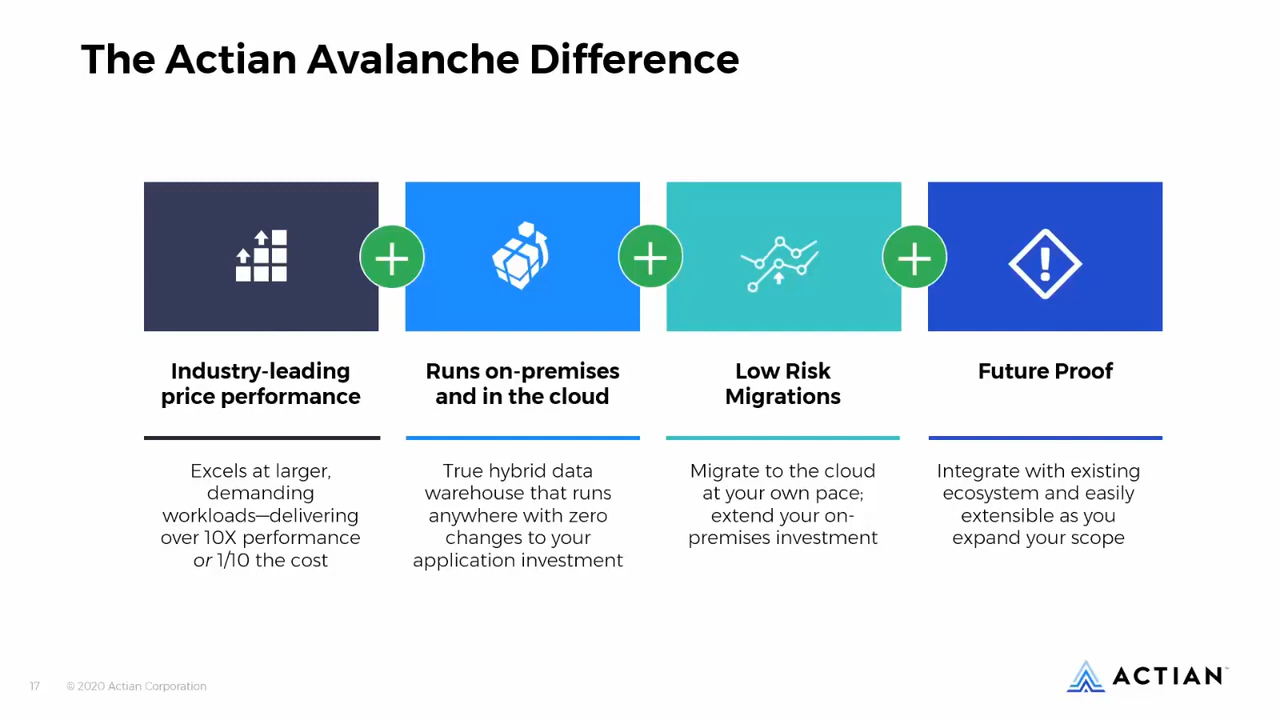 The Actian Avalanche Difference
Industry-leading
price performance
Excels at larger,
demanding
workloads—delivering
over 10X performance
or 1/10 the cost
Runs on-premises
and in the cloud
True hybrid data
warehouse that runs
anywhere with zero
changes to your
application investment
Low Risk
Migrations
Migrate to the cloud
at your own pace;
extend your on-
premises investment
Future Proof
Integrate with existing
ecosystem and easily
extensible as you
expand your scope
17 © 2020 Actian Corporation
ACTIAN™